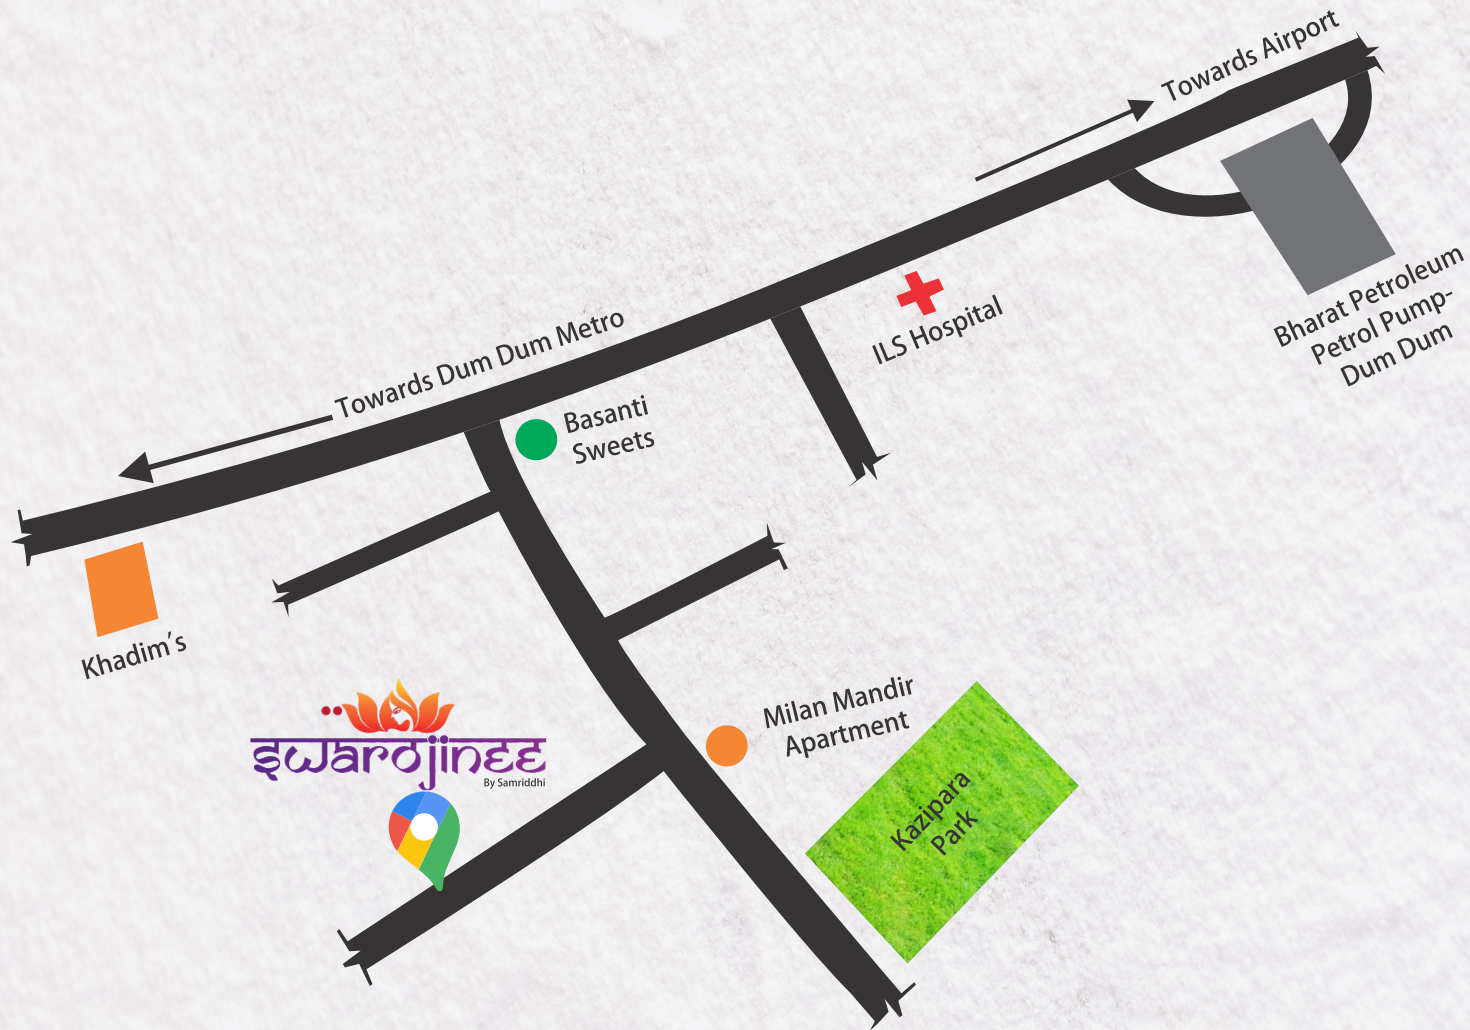 Towards Airport
Bharat Petroleum
Petrol Pump-
Dum Dum
ILS Hospital
Towards Dum Dum Metro
Basanti
Sweets
Khadim's
swarojinee
By Samriddhi
Milan Mandir
Apartment
Kazipara
Park